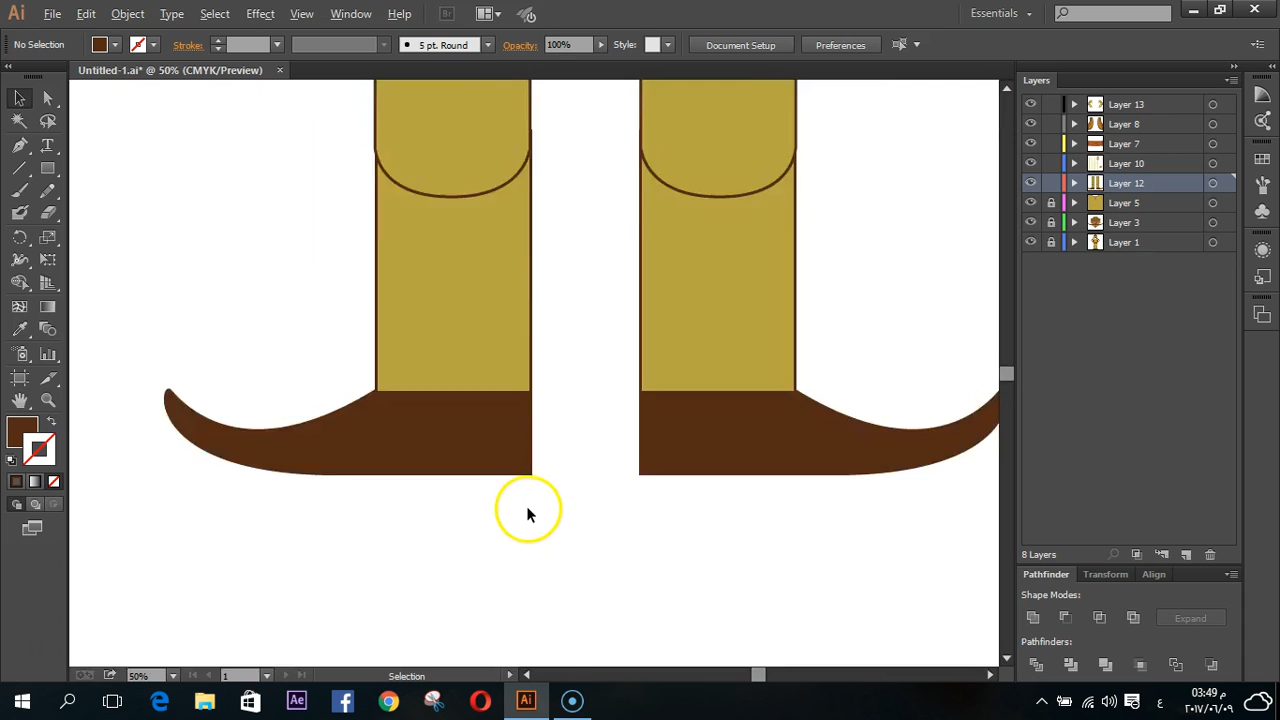 Ai File Edit Object Type Select Effect View Window Help Br Essentials
No Selection Stroke: 5 pt. Round Opacity: 100% Style: Document Setup Preferences
Untitled-1.ai* @ 50% (CMYK/Preview)
Layers
Layer 13
Layer 8
Layer 7
Layer 10
Layer 12
Layer 5
Layer 3
Layer 1
8 Layers
Pathfinder Transform Align
Shape Modes:
Expand
Pathfinders:
50% 1 Selection
Ae Ai ع 03:49